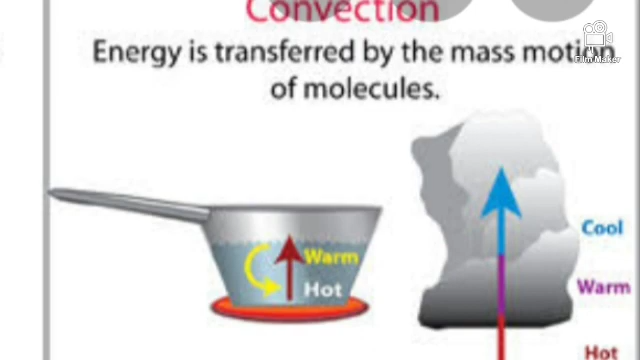 Convection
Energy is transferred by the mass motion
of molecules.
Film Maker
Warm
Hot
Cool
Warm
Hot